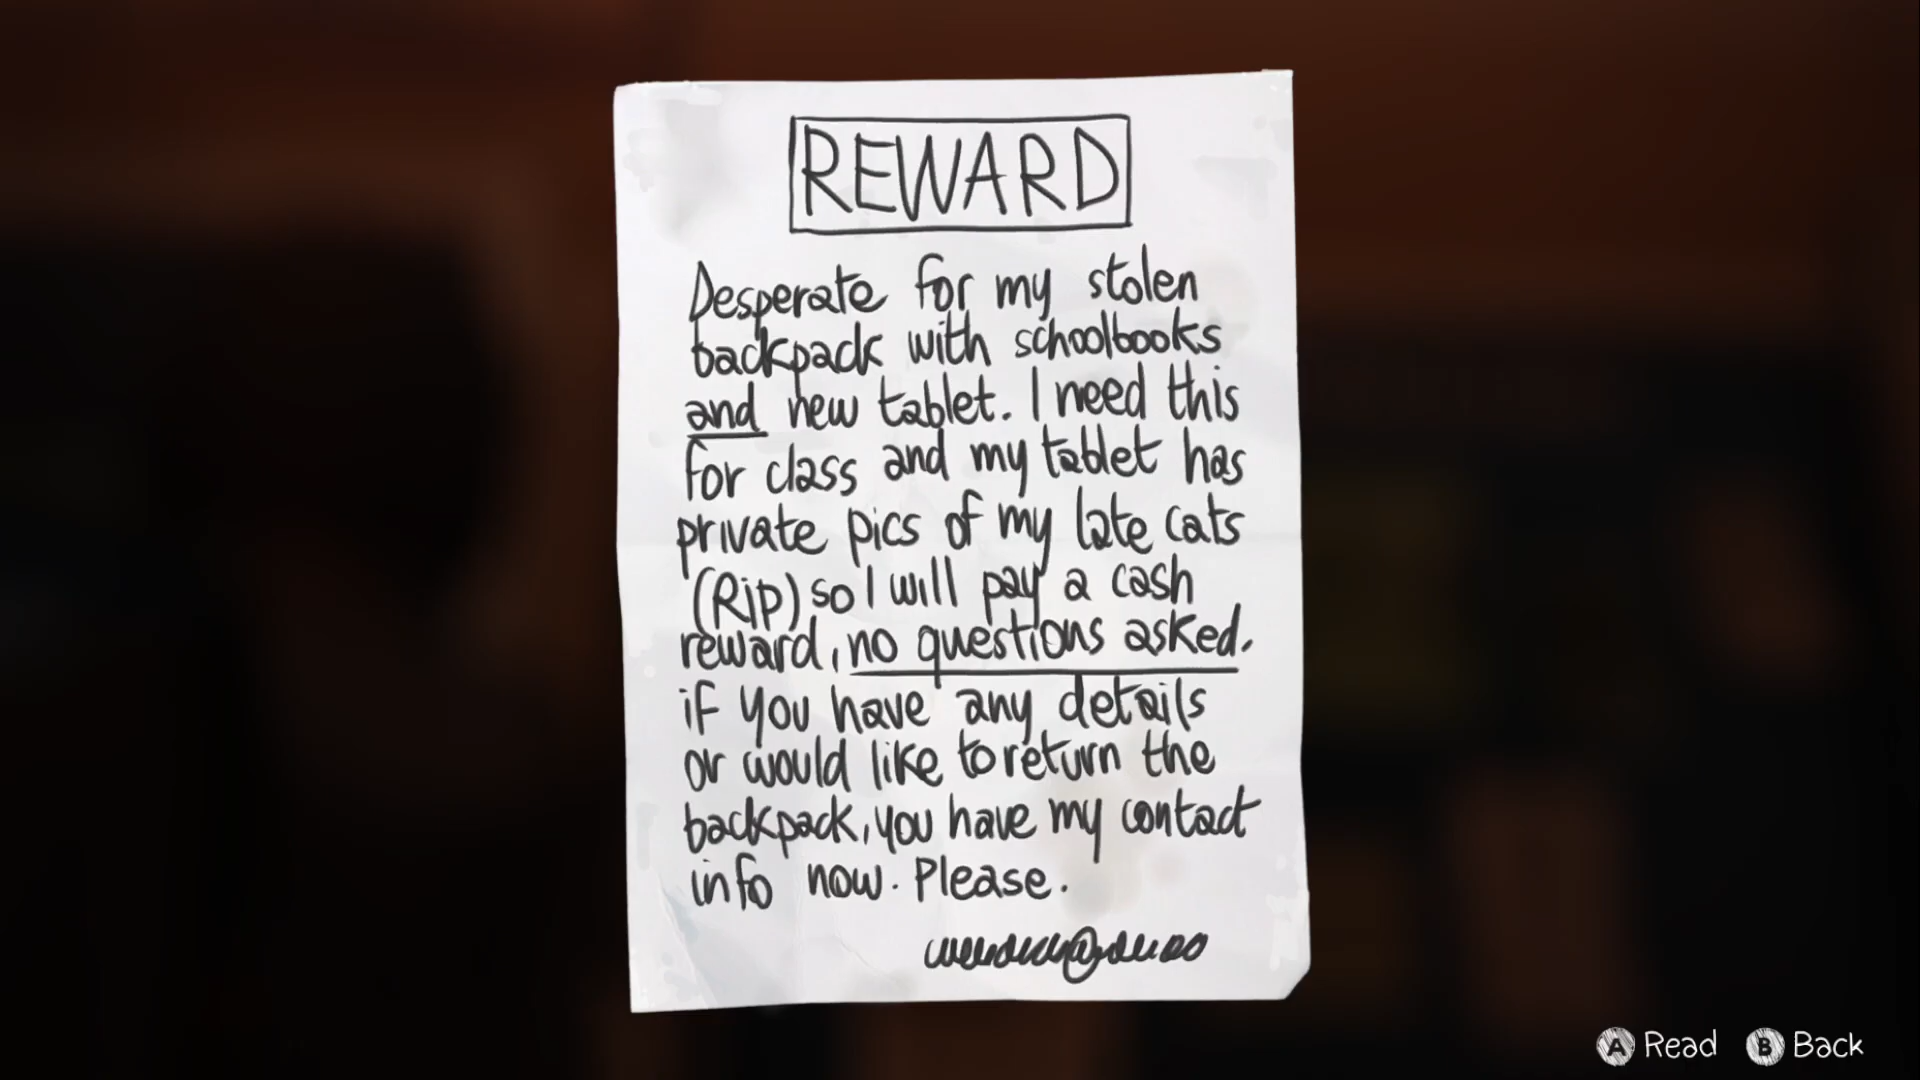 REWARD
Desperate for my stolen
backpack with schoolbooks
and new tablet. I need this
for class and my tablet has
private pics of my late cats
(RiP) so I will pay a cash
reward, no questions asked.
if you have any details
or would like to return the
backpack, you have my contact
info now. Please.
A Read B Back